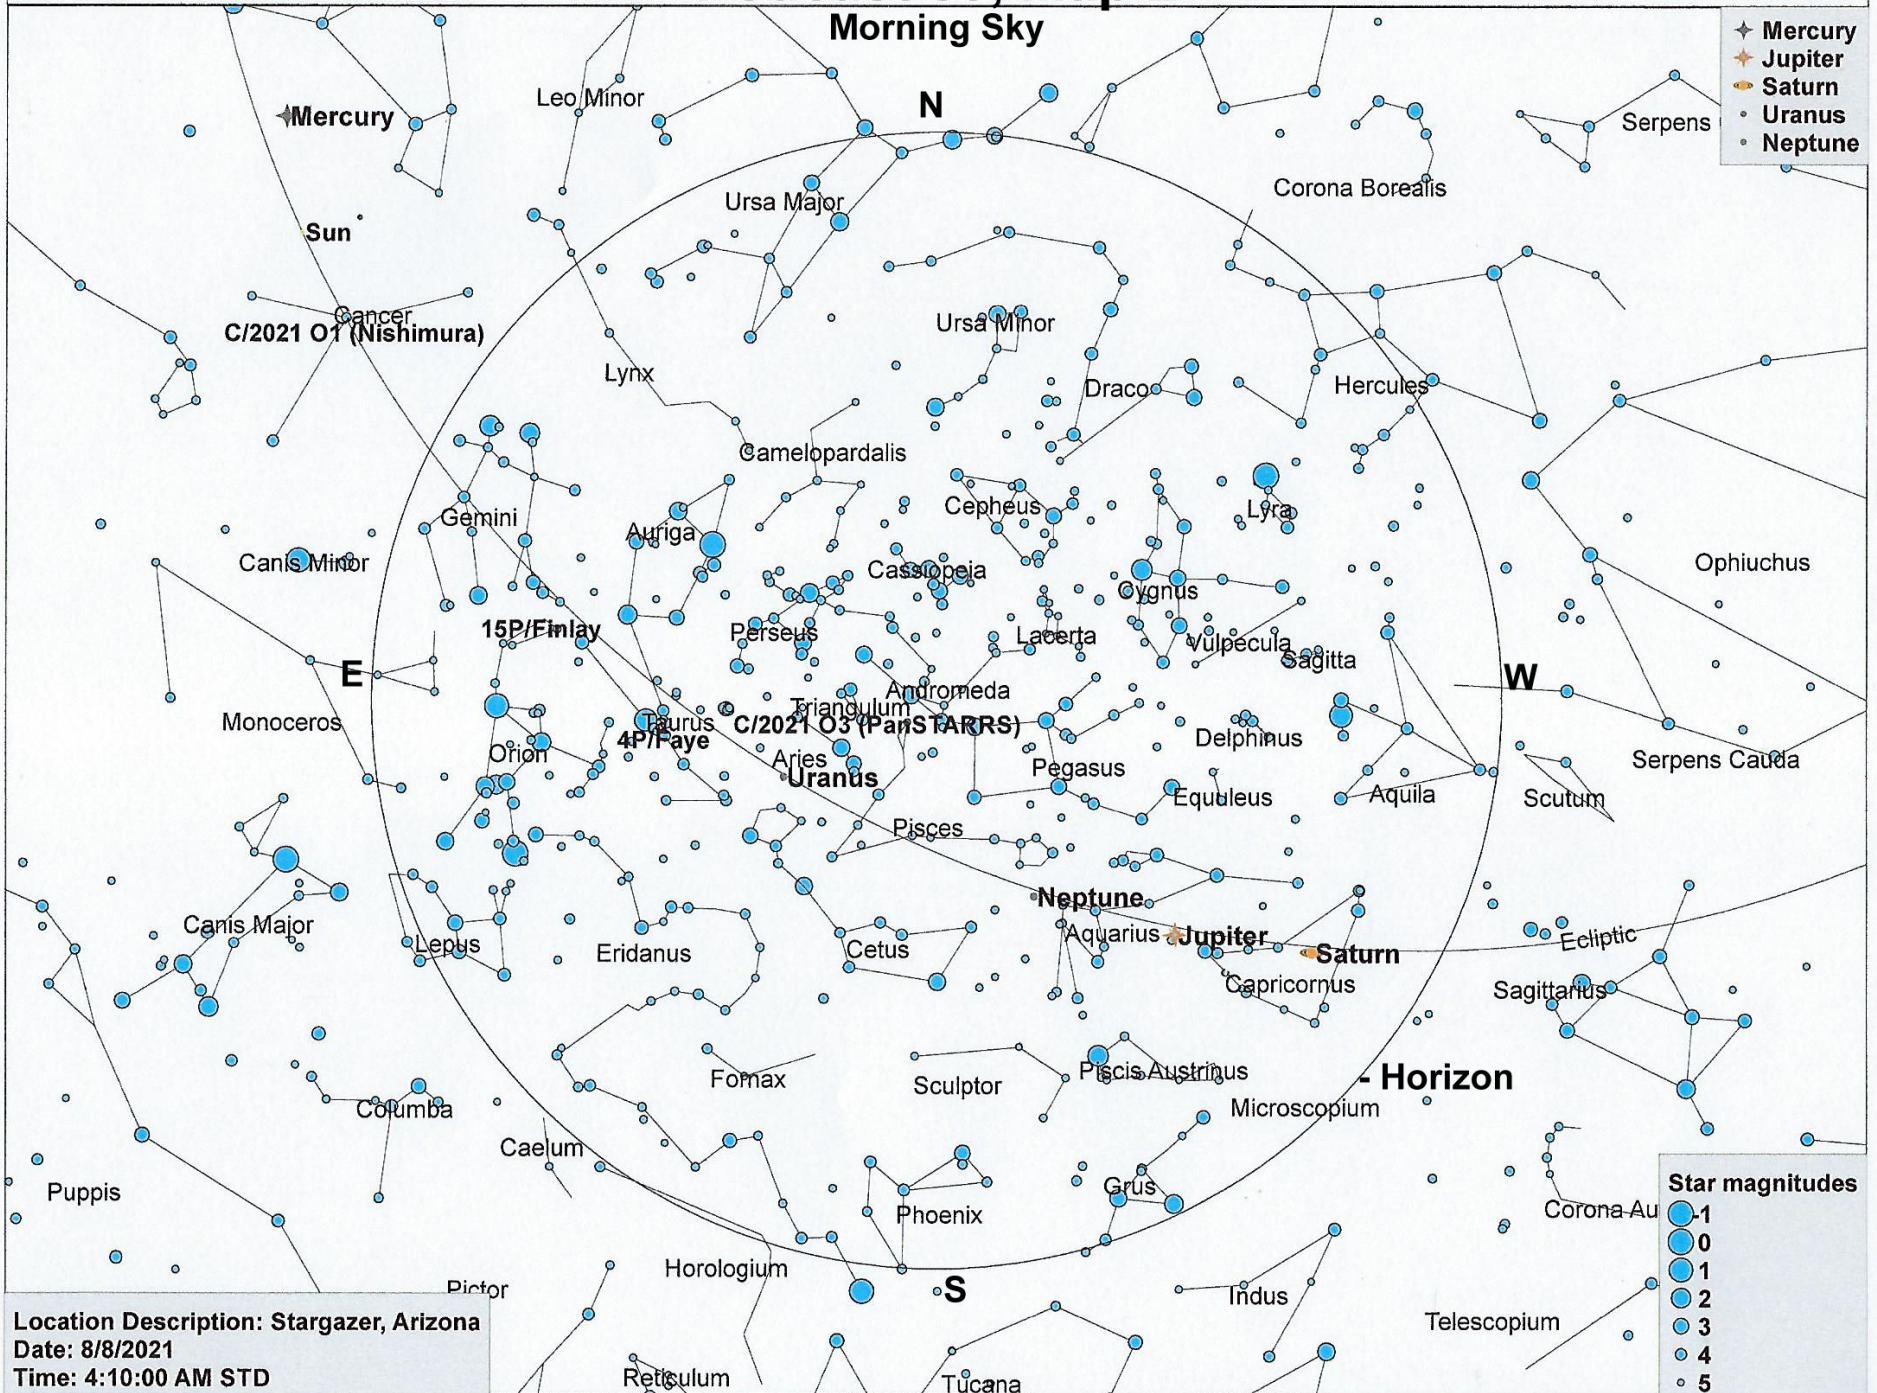 Morning Sky
Mercury
Jupiter
Saturn
Uranus
Neptune
Leo Minor
N
Serpens
Mercury
Corona Borealis
Ursa Major
Sun
Cancer
C/2021 O1 (Nishimura)
Ursa Minor
Lynx
Draco
Hercules
Camelopardalis
Cepheus
Lyra
Gemini
Auriga
Canis Minor
Cassiopeia
Ophiuchus
Cygnus
15P/Finlay
Perseus
Lacerta
Vulpecula
Sagitta
E
W
Andromeda
Triangulum
Monoceros
Taurus
C/2021 O3 (PanSTARRS)
4P/Faye
Orion
Delphinus
Aries
Uranus
Pegasus
Serpens Cauda
Equuleus
Aquila
Scutum
Pisces
Neptune
Canis Major
Aquarius
Jupiter
Ecliptic
Lepus
Eridanus
Cetus
Saturn
Capricornus
Sagittarius
Fornax
Sculptor
Piscis Austrinus
- Horizon
Columba
Microscopium
Caelum
Puppis
Grus
Phoenix
Corona Au
Star magnitudes
-1
0
1
2
3
4
5
Horologium
Pictor
S
Indus
Telescopium
Reticulum
Tucana
Location Description: Stargazer, Arizona
Date: 8/8/2021
Time: 4:10:00 AM STD